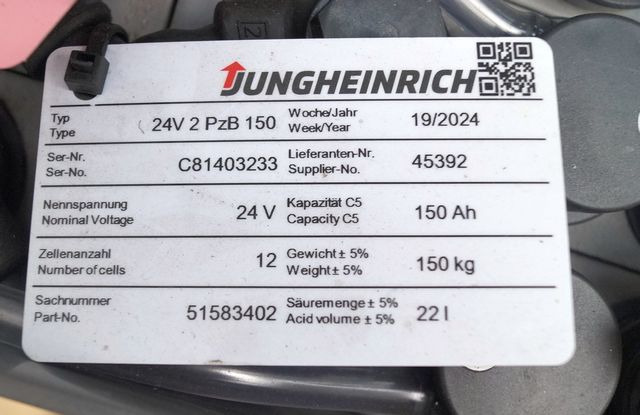 JUNGHEINRICH
Typ
Type
24V 2 PzB 150
Woche/Jahr
Week/Year
19/2024
Ser-Nr.
Ser-No.
C81403233
Lieferanten-Nr.
Supplier-No.
45392
Nennspannung
Nominal Voltage
24 V
Kapazität C5
Capacity C5
150 Ah
Zellenanzahl
Number of cells
12
Gewicht± 5%
Weight± 5%
150 kg
Sachnummer
Part-No.
51583402
Säuremenge ± 5%
Acid volume ± 5%
22 l